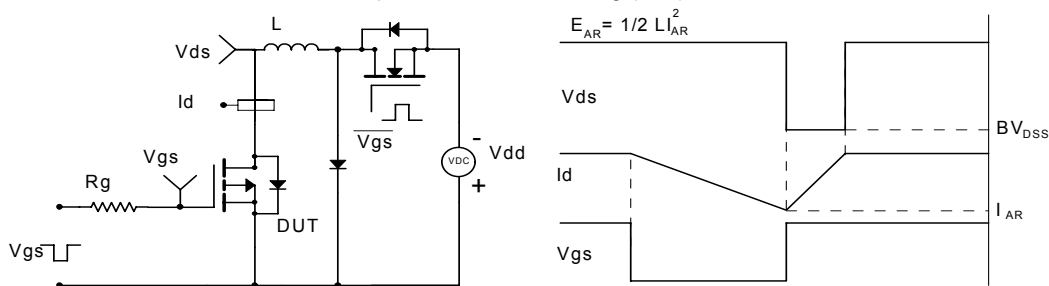 L
Vds
Id
Vgs
Vgs
Rg
DUT
Vgs
VDC
-
Vdd
+
E_AR = 1/2 LI_AR^2
Vds
BV_DSS
Id
I_AR
Vgs